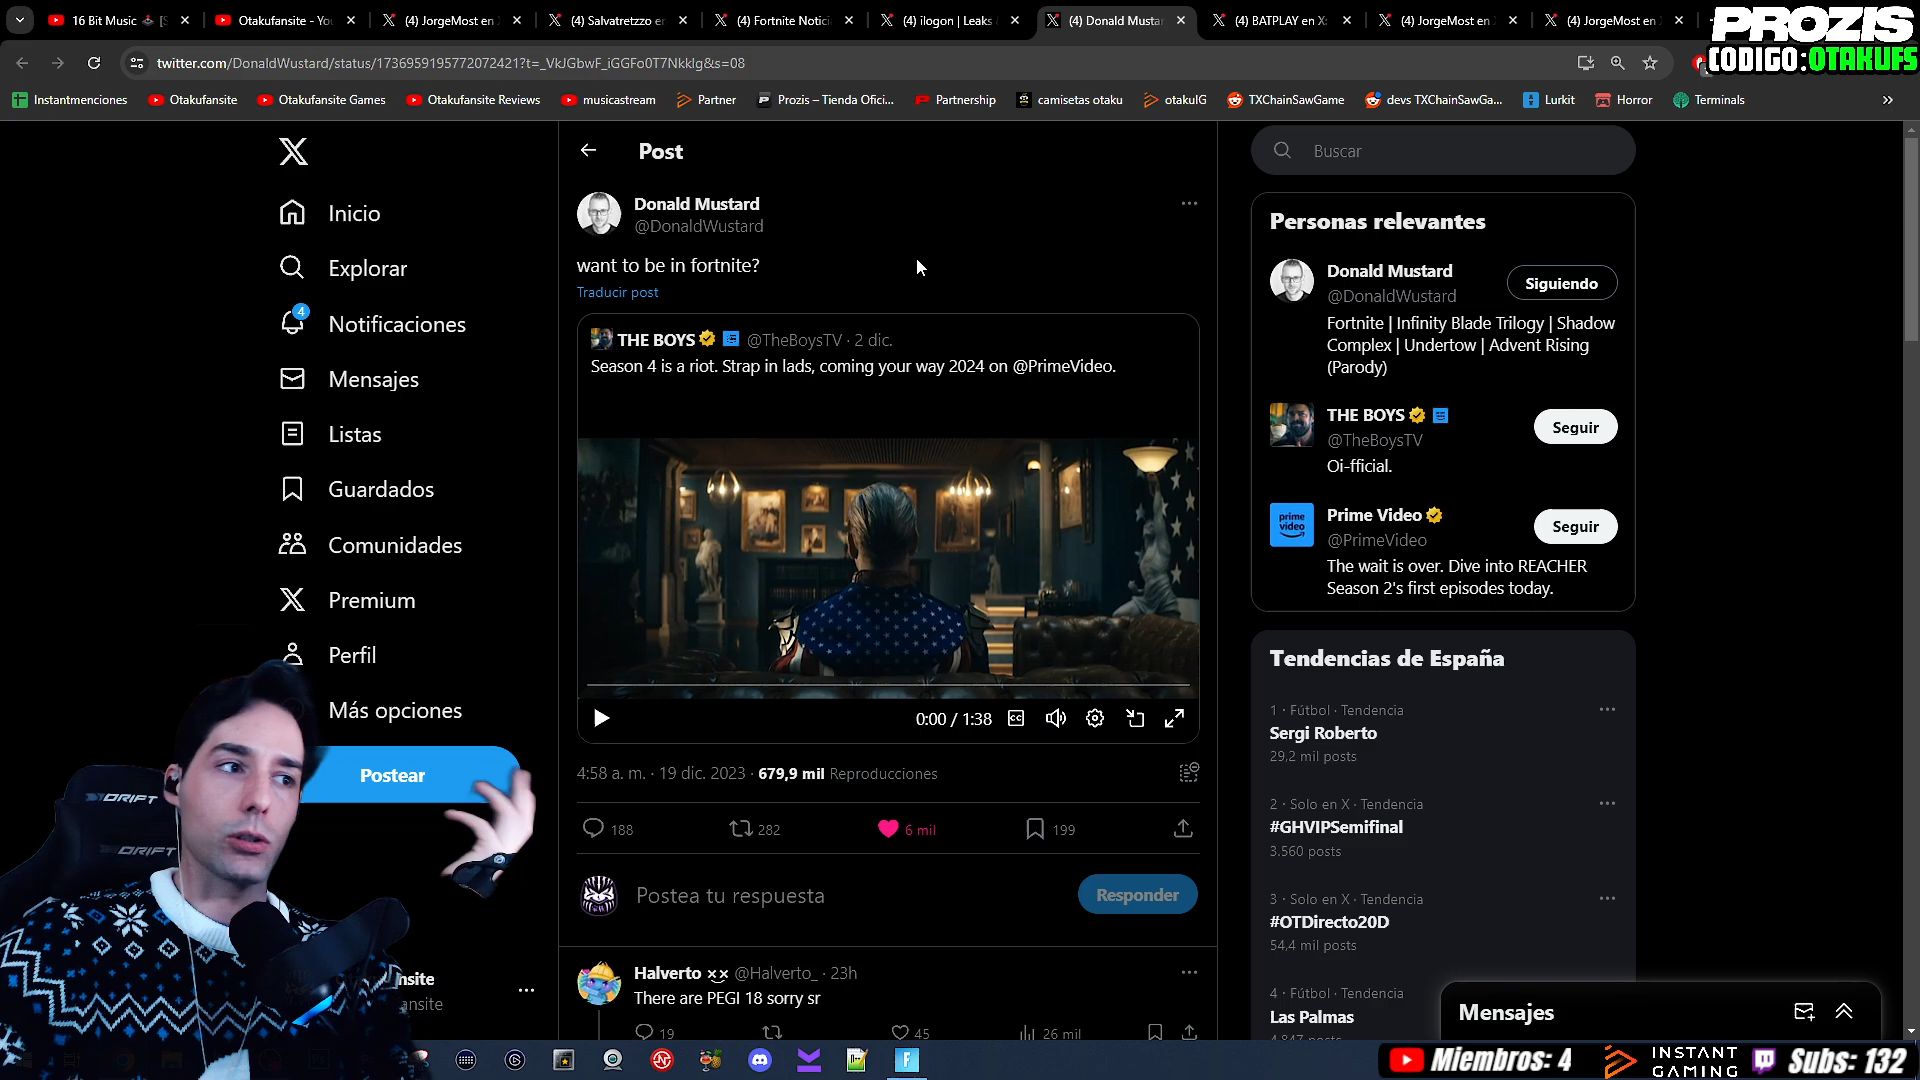 16 Bit Music
Otakufansite - You
(4) JorgeMost en
(4) Salvatretzzo en
(4) Fortnite Notici
(4) ilogon | Leaks
(4) Donald Mustar
(4) BATPLAY en X:
(4) JorgeMost en
(4) JorgeMost en
PROZIS
CODIGO:OTAKUFS
twitter.com/DonaldWustard/status/1736959195772072421?t=_VkJGbwF_iGGFo0T7Nkklg&s=08
Instantmenciones
Otakufansite
Otakufansite Games
Otakufansite Reviews
musicastream
Partner
Prozis – Tienda Ofici...
Partnership
camisetas otaku
otakuIG
TXChainSawGame
devs TXChainSawGa...
Lurkit
Horror
Terminals
Inicio
Explorar
4
Notificaciones
Mensajes
Listas
Guardados
Comunidades
Premium
Perfil
Más opciones
Postear
DRIFT
DRIFT
nsite
ansite
Post
Donald Mustard
@DonaldWustard
want to be in fortnite?
Traducir post
THE BOYS @TheBoysTV · 2 dic.
Season 4 is a riot. Strap in lads, coming your way 2024 on @PrimeVideo.
0:00 / 1:38
CC
4:58 a. m. · 19 dic. 2023 · 679,9 mil Reproducciones
188
282
6 mil
199
Postea tu respuesta
Responder
Halverto @Halverto_ · 23h
There are PEGI 18 sorry sr
19
45
26 mil
Buscar
Personas relevantes
Donald Mustard
@DonaldWustard
Siguiendo
Fortnite | Infinity Blade Trilogy | Shadow
Complex | Undertow | Advent Rising
(Parody)
THE BOYS
@TheBoysTV
Seguir
Oi-fficial.
prime
video
Prime Video
@PrimeVideo
Seguir
The wait is over. Dive into REACHER
Season 2's first episodes today.
Tendencias de España
1 · Fútbol · Tendencia
Sergi Roberto
29,2 mil posts
2 · Solo en X · Tendencia
#GHVIPSemifinal
3.560 posts
3 · Solo en X · Tendencia
#OTDirecto20D
54,4 mil posts
4 · Fútbol · Tendencia
Las Palmas
Mensajes
Miembros: 4
INSTANT
GAMING
Subs: 132